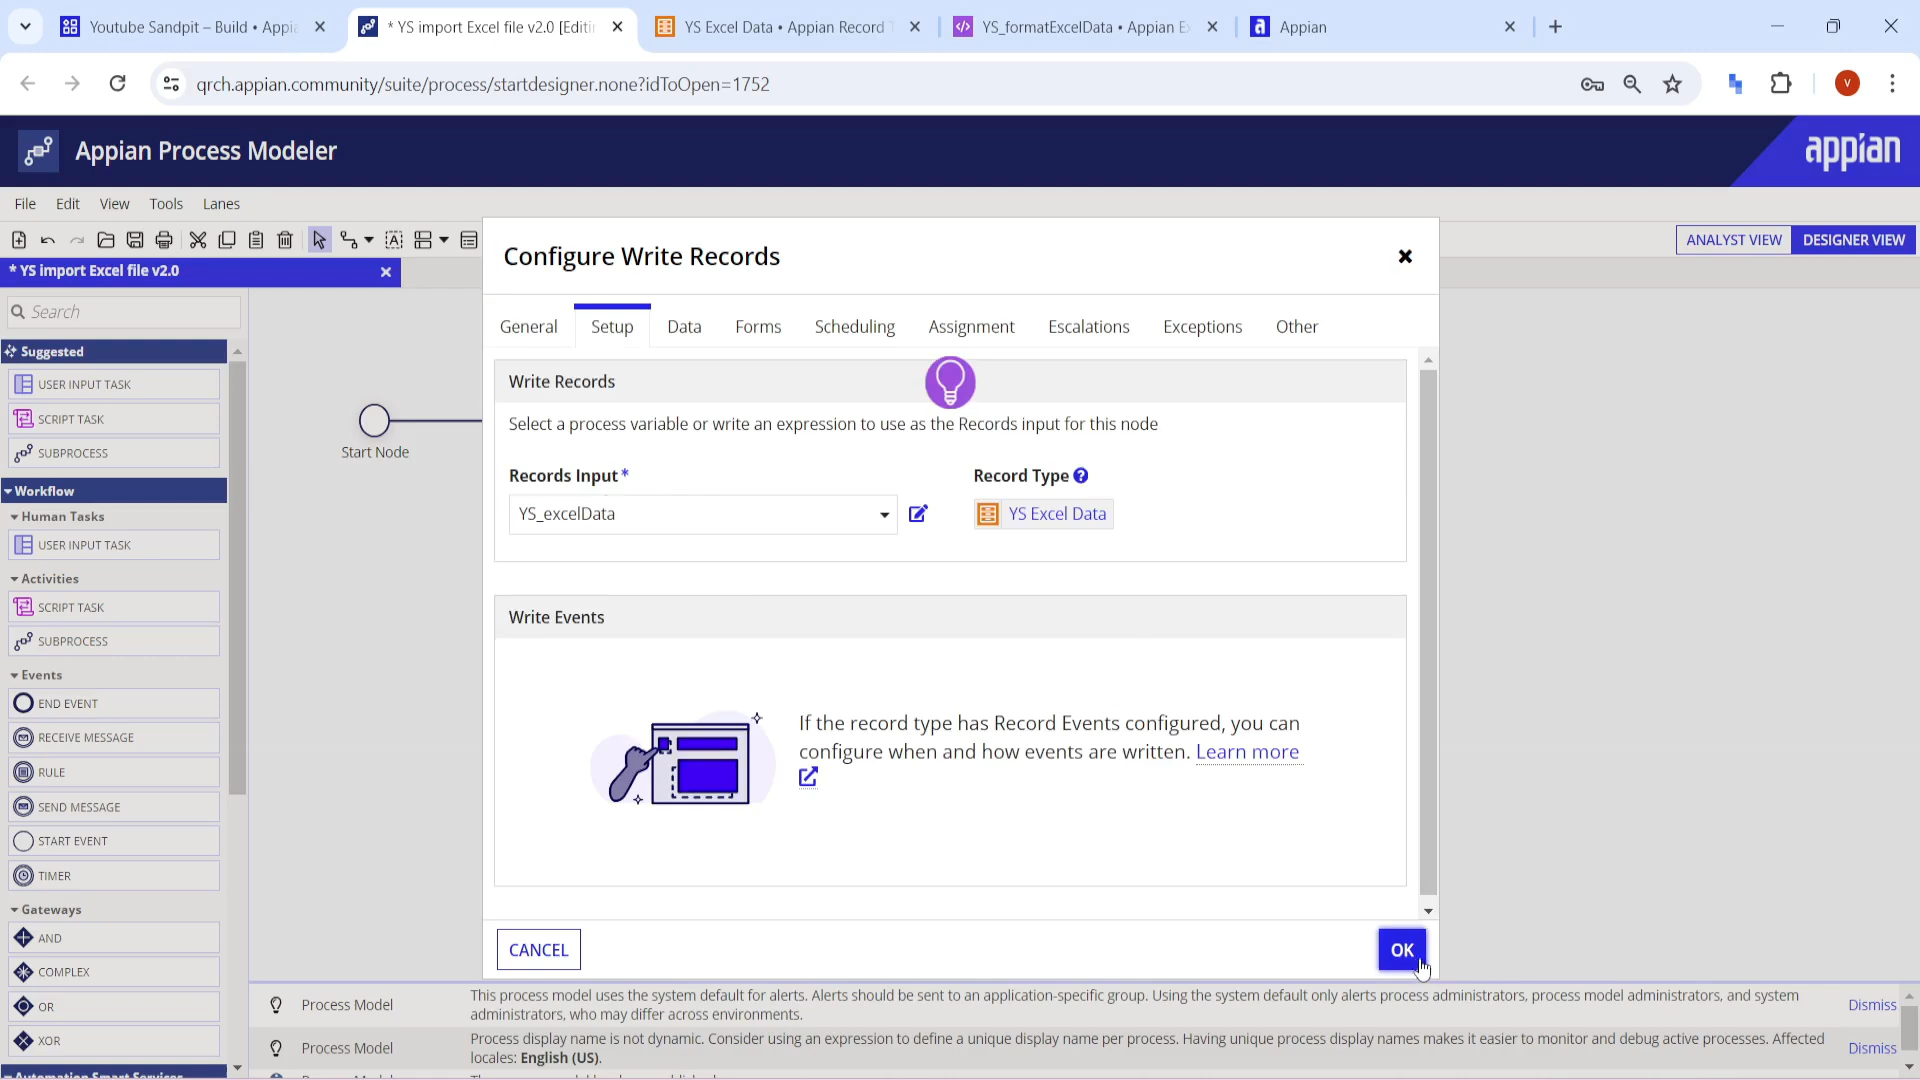 Youtube Sandpit – Build • Appi
* YS import Excel file v2.0 [Editi
YS Excel Data • Appian Record T
YS_formatExcelData • Appian E
Appian
qrch.appian.community/suite/process/startdesigner.none?idToOpen=1752
V
Appian Process Modeler
appian
File Edit View Tools Lanes
ANALYST VIEW DESIGNER VIEW
* YS import Excel file v2.0
Search
Suggested
USER INPUT TASK
SCRIPT TASK
SUBPROCESS
Workflow
Human Tasks
USER INPUT TASK
Activities
SCRIPT TASK
SUBPROCESS
Events
END EVENT
RECEIVE MESSAGE
RULE
SEND MESSAGE
START EVENT
TIMER
Gateways
AND
COMPLEX
OR
XOR
Automation Smart Services
Start Node
Configure Write Records
General Setup Data Forms Scheduling Assignment Escalations Exceptions Other
Write Records
Select a process variable or write an expression to use as the Records input for this node
Records Input *
Record Type
YS_excelData
YS Excel Data
Write Events
If the record type has Record Events configured, you can
configure when and how events are written. Learn more
CANCEL
OK
Process Model
This process model uses the system default for alerts. Alerts should be sent to an application-specific group. Using the system default only alerts process administrators, process model administrators, and system
administrators, who may differ across environments.
Dismiss
Process Model
Process display name is not dynamic. Consider using an expression to define a unique display name per process. Having unique process display names makes it easier to monitor and debug active processes. Affected
locales: English (US).
Dismiss